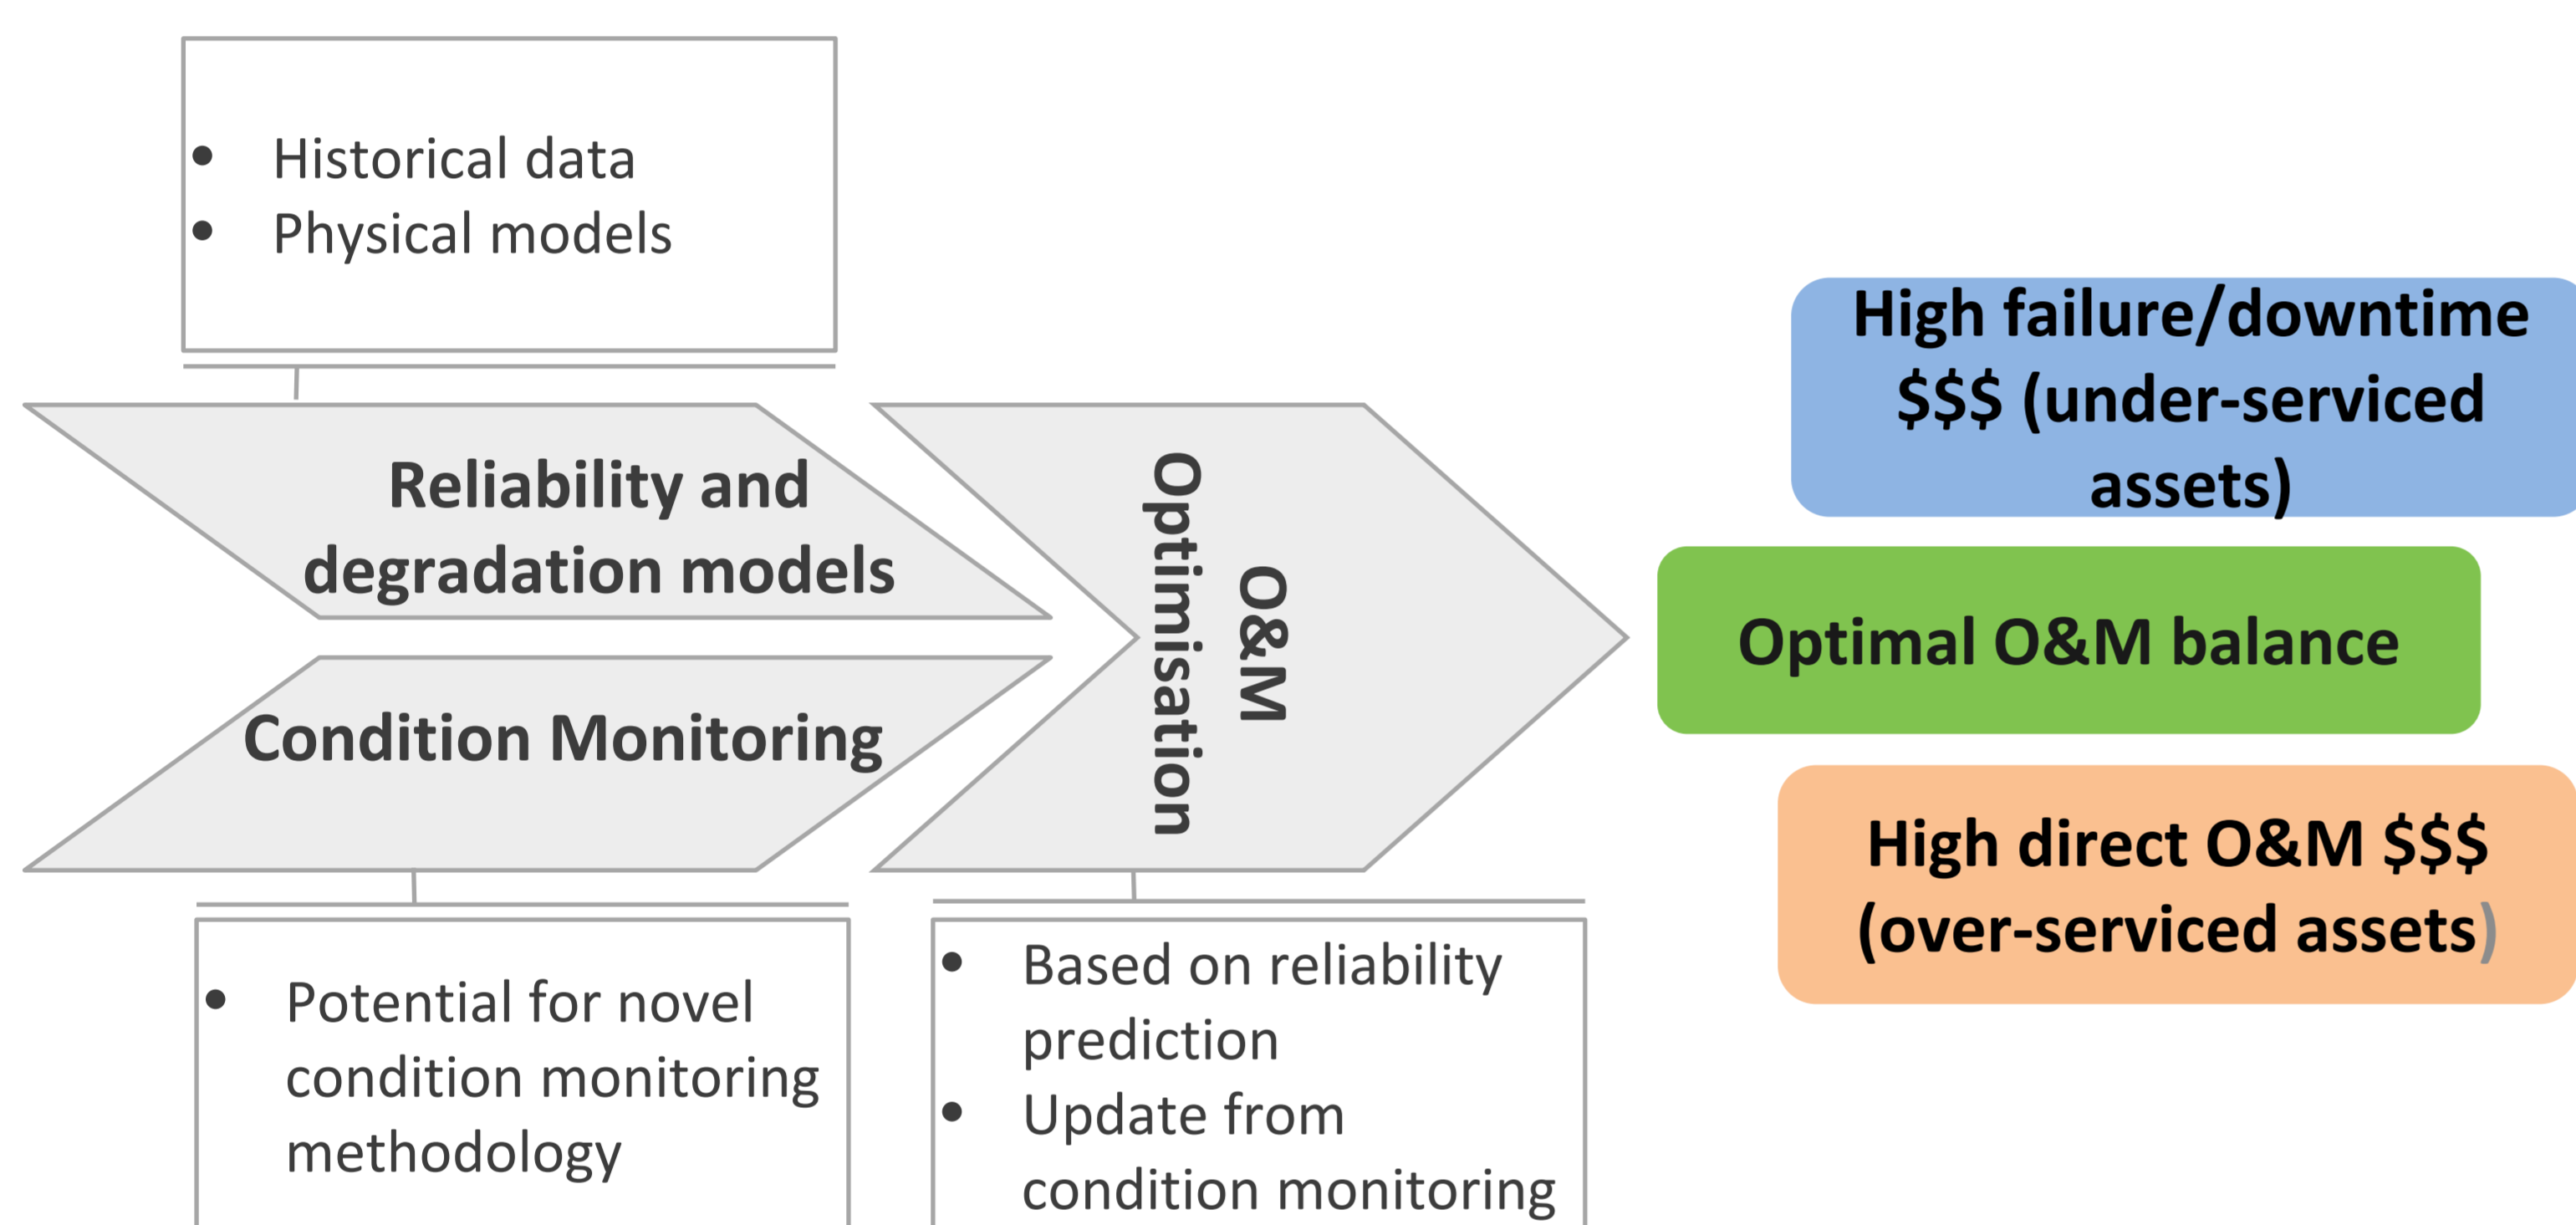 • Historical data
• Physical models
Reliability and
degradation models
Condition Monitoring
• Potential for novel
condition monitoring
methodology
O&M
Optimisation
• Based on reliability
prediction
• Update from
condition monitoring
High failure/downtime
$$$ (under-serviced
assets)
Optimal O&M balance
High direct O&M $$$
(over-serviced assets)